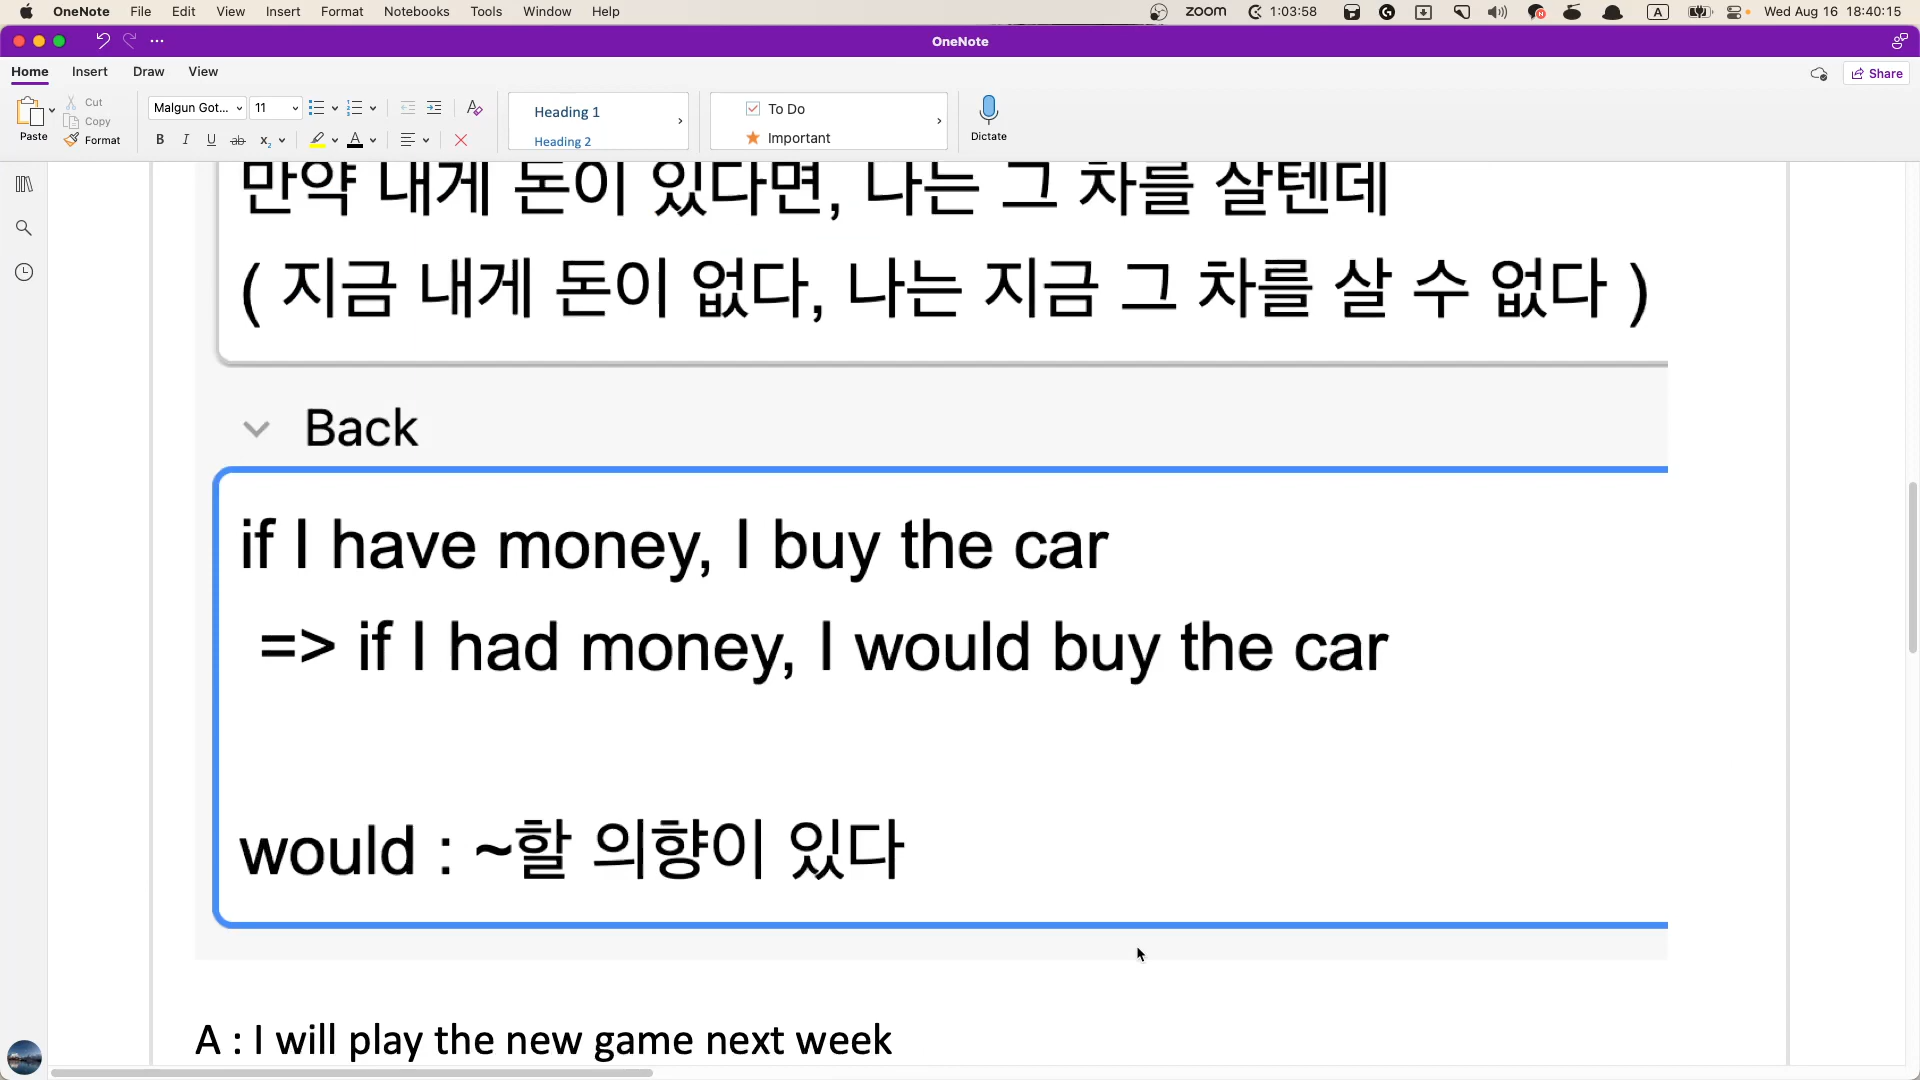 OneNote File Edit View Insert Format Notebooks Tools Window Help zoom 1:03:58 A Wed Aug 16 18:40:15
OneNote
Home Insert Draw View Share
Paste Cut Copy Format
Malgun Got... 11
B I U ab x₂ A
Heading 1
Heading 2
To Do
Important
Dictate
만약 내게 돈이 있다면, 나는 그 차를 살텐데
( 지금 내게 돈이 없다, 나는 지금 그 차를 살 수 없다 )
Back
if I have money, I buy the car
=> if I had money, I would buy the car
would : ~할 의향이 있다
A : I will play the new game next week